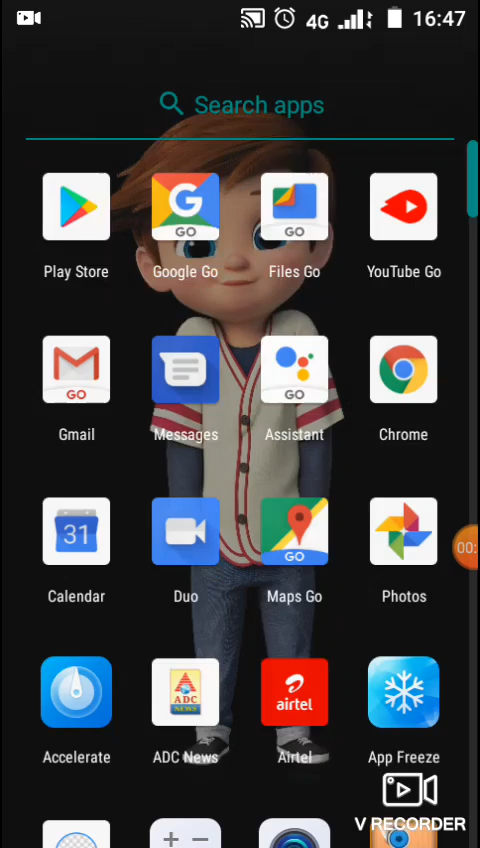 4G 16:47
Search apps
G
GO
GO
Play Store Google Go Files Go YouTube Go
GO
GO
Gmail Messages Assistant Chrome
31
GO
Calendar Duo Maps Go Photos
00:
ADC
NEWS
airtel
Accelerate ADC News Airtel App Freeze
V RECORDER